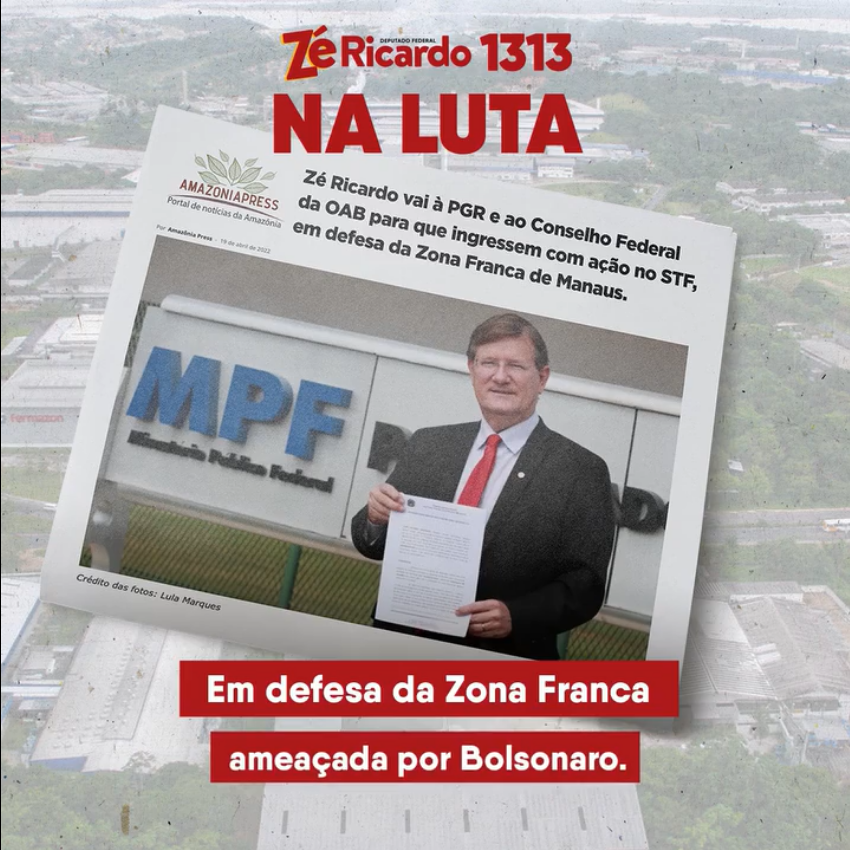 DEPUTADO FEDERAL
Zé Ricardo 1313
NA LUTA
AMAZONIAPRESS
Portal de notícias da Amazônia
Por Amazônia Press - 19 de abril de 2022
Zé Ricardo vai à PGR e ao Conselho Federal
da OAB para que ingressem com ação no STF,
em defesa da Zona Franca de Manaus.
MPF
Ministério Público Federal
Crédito das fotos: Lula Marques
Em defesa da Zona Franca
ameaçada por Bolsonaro.